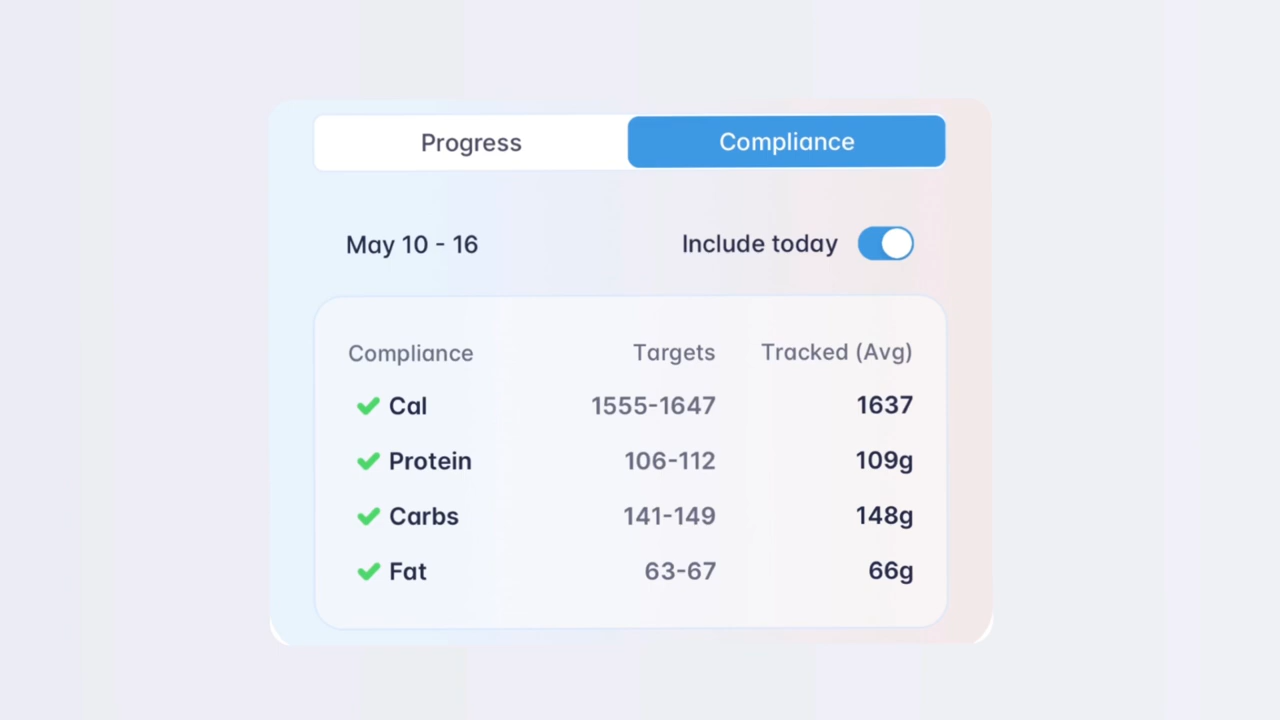 Progress Compliance
May 10 - 16 Include today
Compliance Targets Tracked (Avg)
Cal 1555-1647 1637
Protein 106-112 109g
Carbs 141-149 148g
Fat 63-67 66g